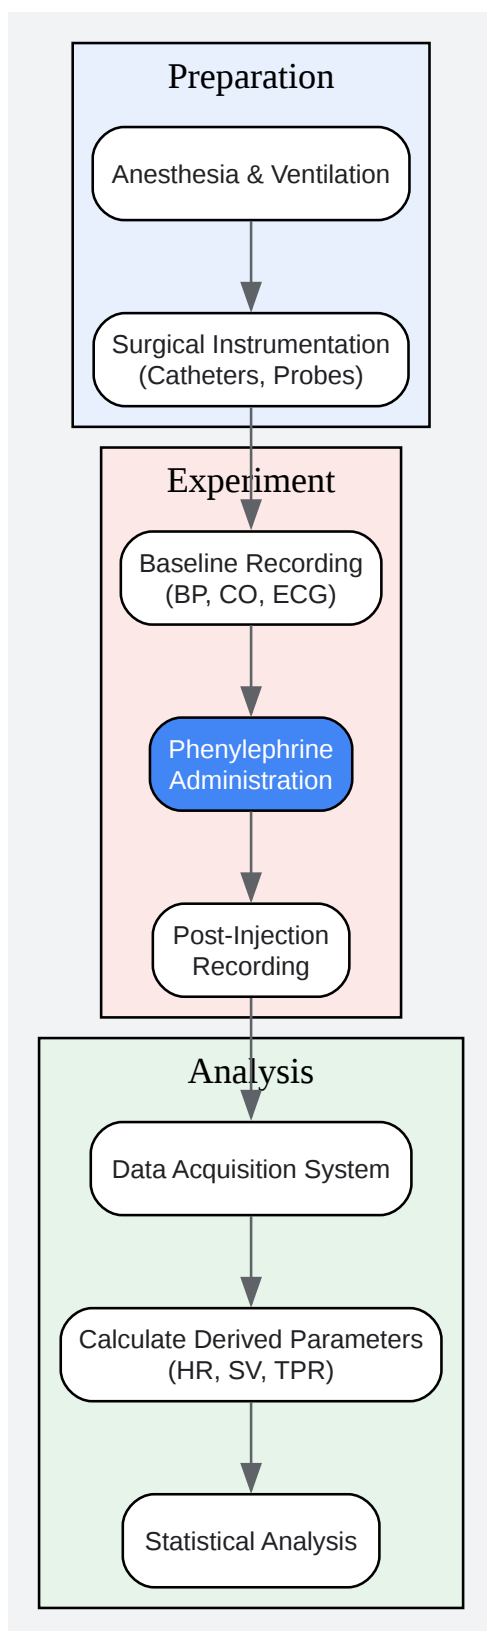 Preparation
Anesthesia & Ventilation
Surgical Instrumentation
(Catheters, Probes)
Experiment
Baseline Recording
(BP, CO, ECG)
Phenylephrine
Administration
Post-Injection
Recording
Analysis
Data Acquisition System
Calculate Derived Parameters
(HR, SV, TPR)
Statistical Analysis